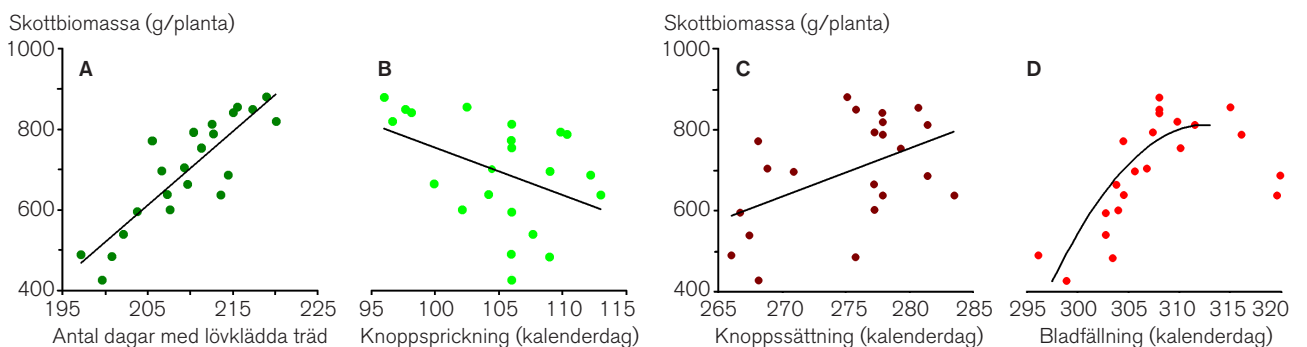 Skottbiomassa (g/planta)
Skottbiomassa (g/planta)
1000
800
600
400
A
195
205
215
225
Antal dagar med lövklädda träd
B
95
100
105
110
115
Knoppsprickning (kalenderdag)
1000
800
600
400
C
265
270
275
280
285
Knoppssättning (kalenderdag)
D
295
300
305
310
315
320
Bladfällning (kalenderdag)